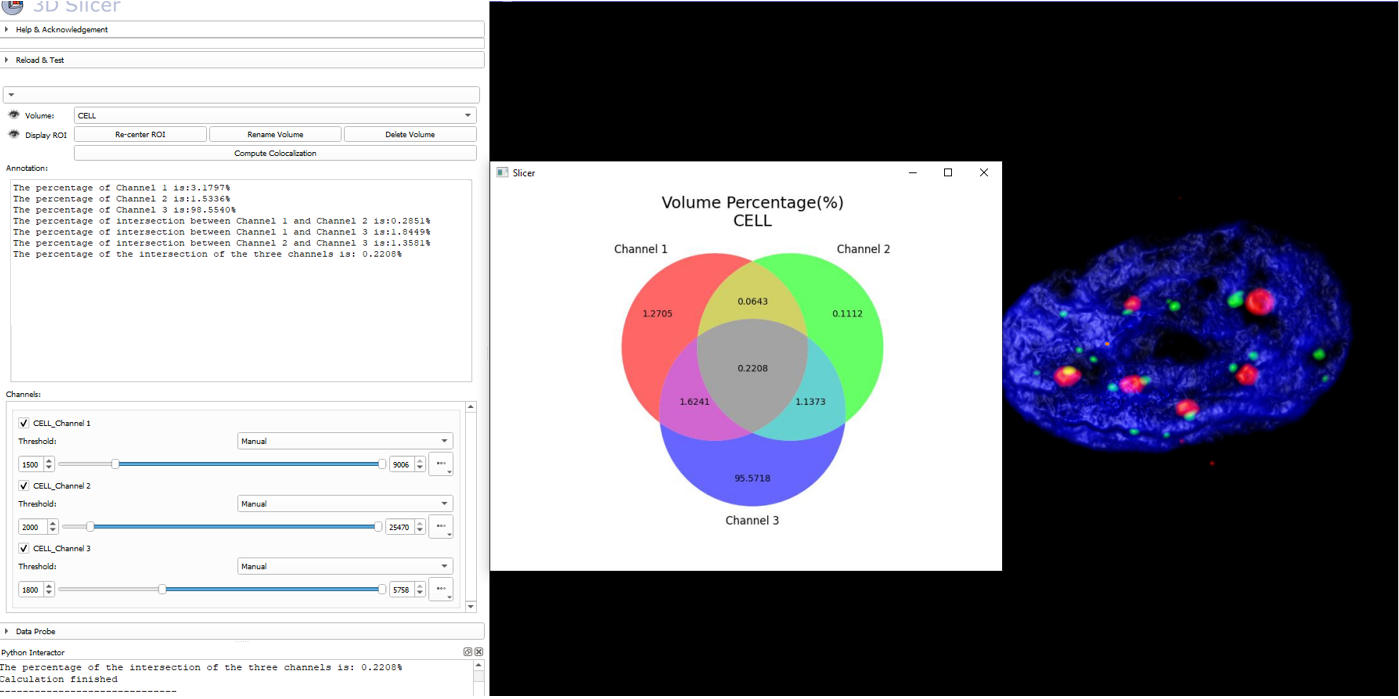 3D Slicer
Help & Acknowledgement
Reload & Test
Volume: CELL
Display ROI Re-center ROI Rename Volume Delete Volume
Compute Colocalization
Annotation:
The percentage of Channel 1 is:3.1797%
The percentage of Channel 2 is:1.5336%
The percentage of Channel 3 is:98.5540%
The percentage of intersection between Channel 1 and Channel 2 is:0.2851%
The percentage of intersection between Channel 1 and Channel 3 is:1.8449%
The percentage of intersection between Channel 2 and Channel 3 is:1.3581%
The percentage of the intersection of the three channels is: 0.2208%
Channels:
CELL_Channel 1
Threshold: Manual
1500 9006
CELL_Channel 2
Threshold: Manual
2000 25470
CELL_Channel 3
Threshold: Manual
1800 5758
Data Probe
Python Interactor
The percentage of the intersection of the three channels is: 0.2208%
Calculation finished
------------------------------
Slicer
Volume Percentage(%)
CELL
Channel 1 Channel 2
0.0643
1.2705 0.1112
0.2208
1.6241 1.1373
95.5718
Channel 3